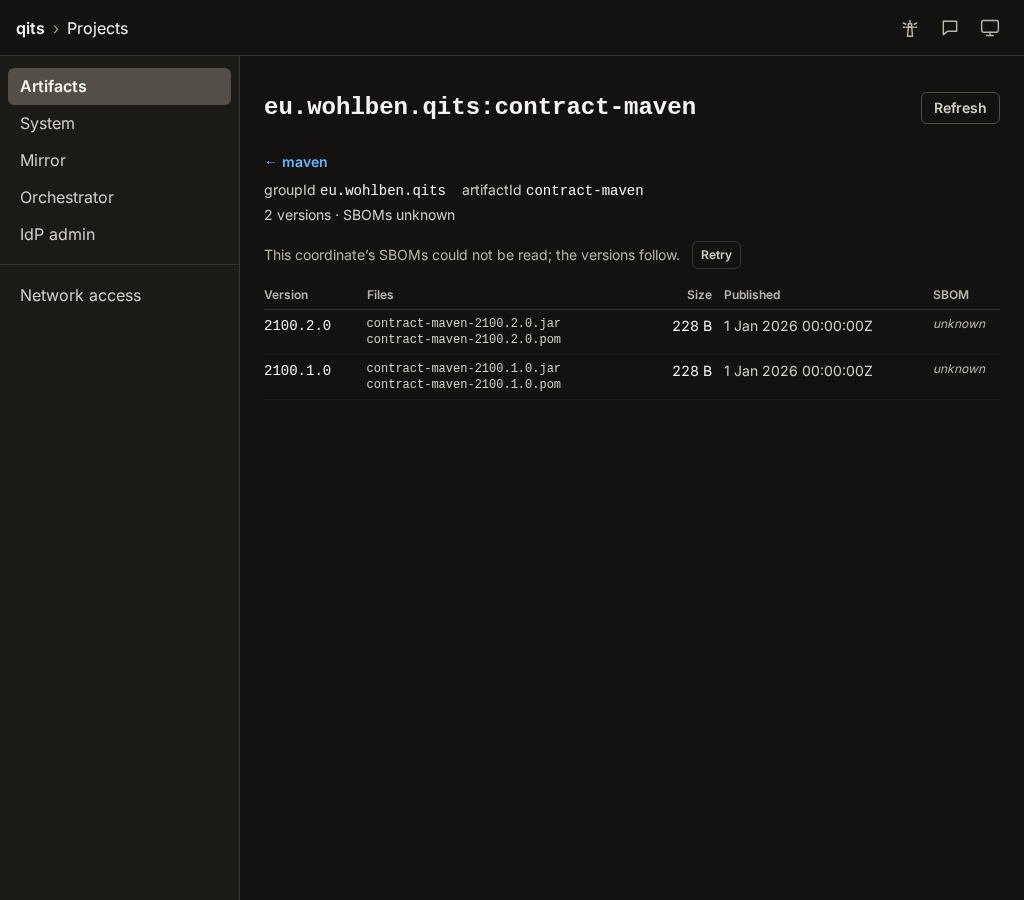 qits › Projects
Artifacts
System
Mirror
Orchestrator
IdP admin
Network access
eu.wohlben.qits:contract-maven
Refresh
← maven
groupId eu.wohlben.qits artifactId contract-maven
2 versions · SBOMs unknown
This coordinate’s SBOMs could not be read; the versions follow. Retry
Version Files Size Published SBOM
2100.2.0 contract-maven-2100.2.0.jar 228 B 1 Jan 2026 00:00:00Z unknown
contract-maven-2100.2.0.pom
2100.1.0 contract-maven-2100.1.0.jar 228 B 1 Jan 2026 00:00:00Z unknown
contract-maven-2100.1.0.pom